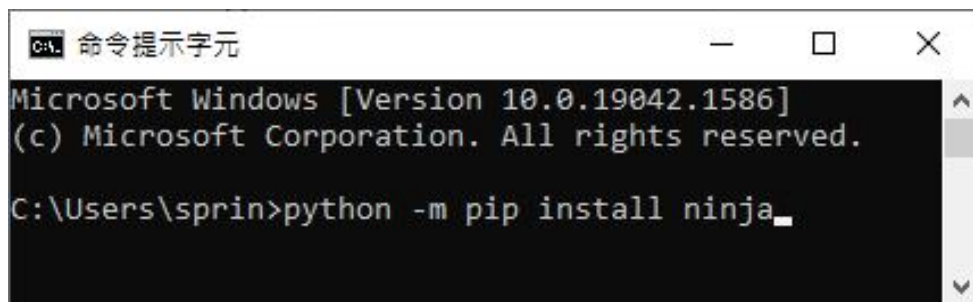 命令提示字元
Microsoft Windows [Version 10.0.19042.1586]
(c) Microsoft Corporation. All rights reserved.
C:\Users\sprin>python -m pip install ninja